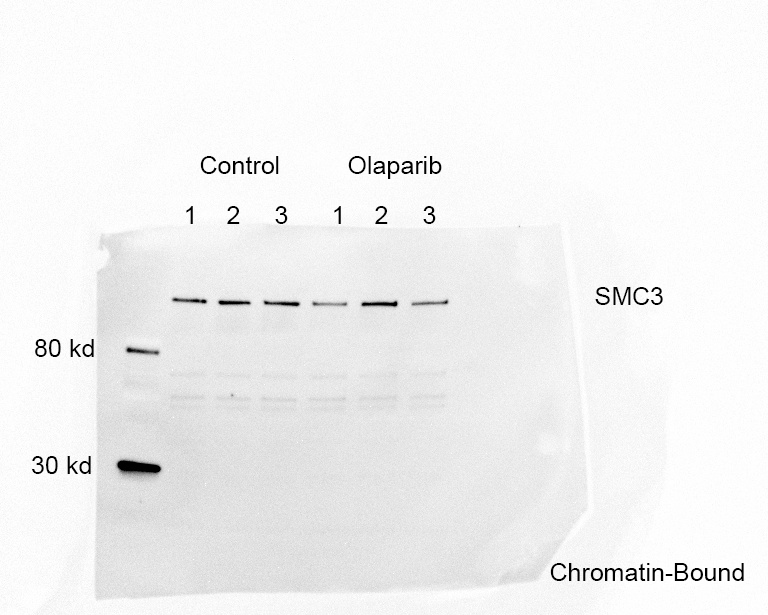 Control Olaparib
1 2 3 1 2 3
SMC3
80 kd
30 kd
Chromatin-Bound